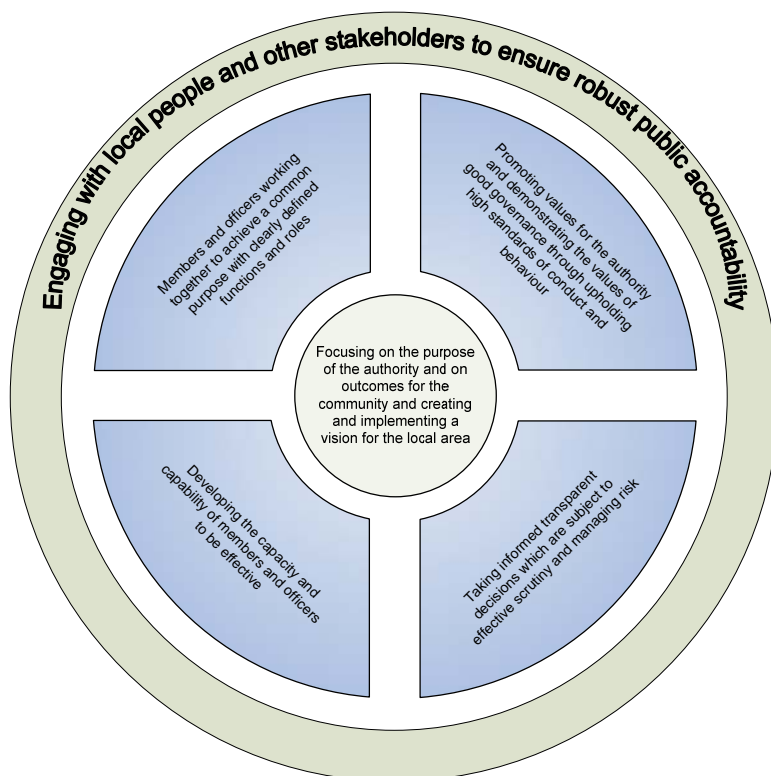 Engaging with local people and other stakeholders to ensure robust public accountability
Members and officers working
together to achieve a common
purpose with clearly defined
functions and roles
Promoting values for the authority
and demonstrating the values of
good governance through upholding
high standards of conduct and
behaviour
Focusing on the purpose
of the authority and on
outcomes for the
community and creating
and implementing a
vision for the local area
Developing the capacity and
capability of members and officers
to be effective
Taking informed transparent
decisions which are subject to
effective scrutiny and managing risk